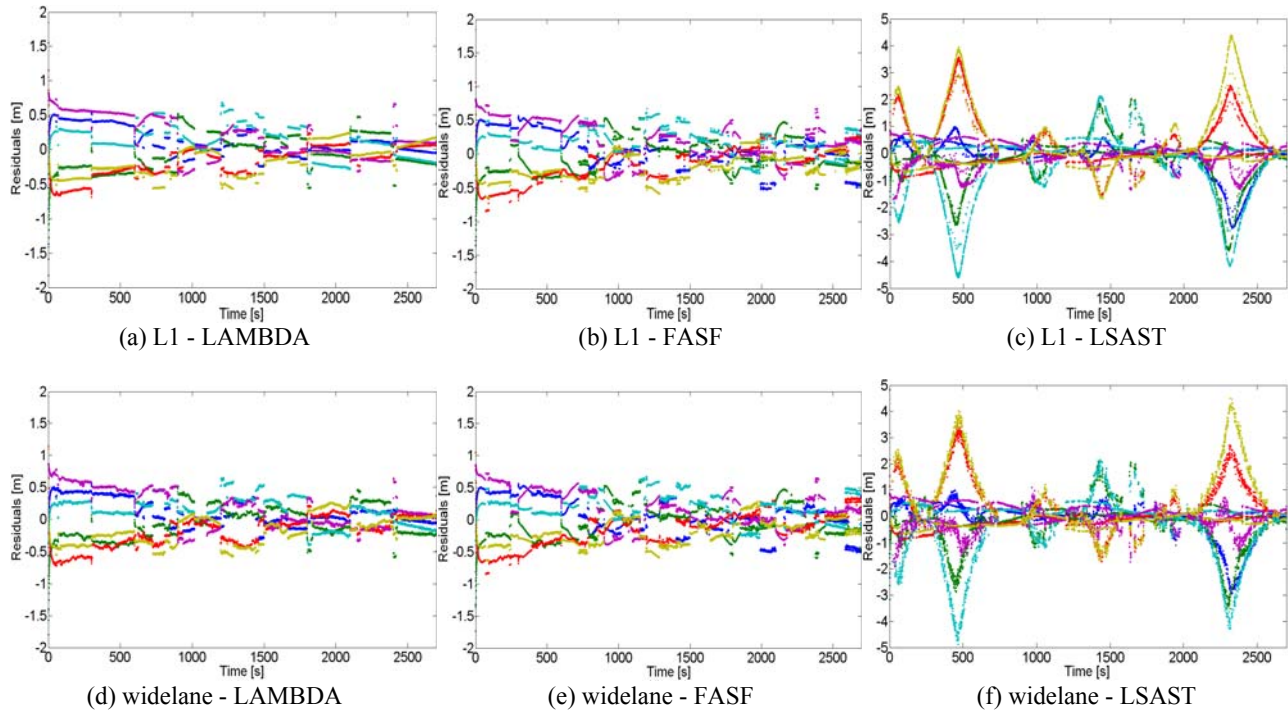 2
1.5
1
0.5
0
-0.5
-1
-1.5
-2
Residuals [m]
0 500 1000 1500 2000 2500
Time [s]
(a) L1 - LAMBDA
2
1.5
1
0.5
0
-0.5
-1
-1.5
-2
Residuals [m]
0 500 1000 1500 2000 2500
Time [s]
(b) L1 - FASF
5
4
3
2
1
0
-1
-2
-3
-4
-5
Residuals [m]
0 500 1000 1500 2000 2500
Time [s]
(c) L1 - LSAST
2
1.5
1
0.5
0
-0.5
-1
-1.5
-2
Residuals [m]
0 500 1000 1500 2000 2500
Time [s]
(d) widelane - LAMBDA
2
1.5
1
0.5
0
-0.5
-1
-1.5
-2
Residuals [m]
0 500 1000 1500 2000 2500
Time [s]
(e) widelane - FASF
5
4
3
2
1
0
-1
-2
-3
-4
-5
Residuals [m]
0 500 1000 1500 2000 2500
Time [s]
(f) widelane - LSAST